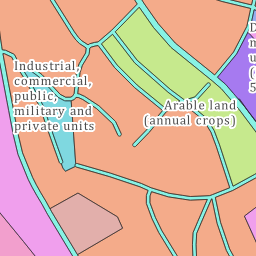 Industrial,
commercial,
public,
military and
private units
Arable land
(annual crops)